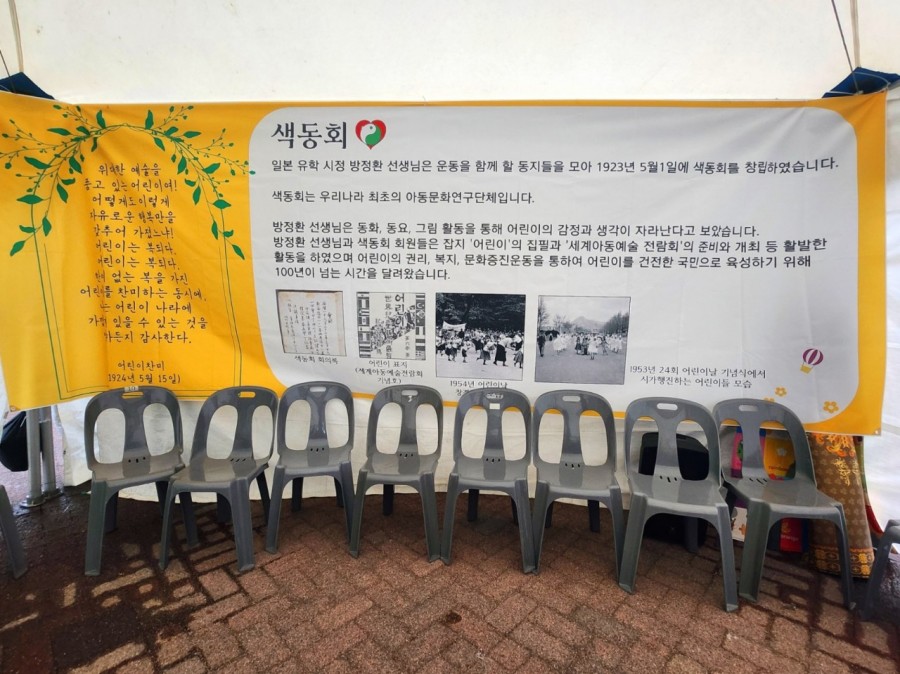 위대한 예술을
품고 있는 어린이여!
어떻게도 이렇게
자유로운 행복만을
갖추어 가졌느냐!
어린이는 복되다.
어린이는 복되다.
한이 없는 복을 가진
어린이를 찬미하는 동시에,
는 어린이 나라에
가깝 있을 수 있는 것을
감사한다.
어린이찬미
1924년 5월 15일)
색동회
일본 유학 시정 방정환 선생님은 운동을 함께 할 동지들을 모아 1923년 5월1일에 색동회를 창립하였습니다.
색동회는 우리나라 최초의 아동문화연구단체입니다.
방정환 선생님은 동화, 동요, 그림 활동을 통해 어린이의 감정과 생각이 자라난다고 보았습니다.
방정환 선생님과 색동회 회원들은 잡지 '어린이'의 집필과 '세계아동예술 전람회'의 준비와 개최 등 활발한
활동을 하였으며 어린이의 권리, 복지, 문화증진운동을 통하여 어린이를 건전한 국민으로 육성하기 위해
100년이 넘는 시간을 달려왔습니다.
색동회 회의록
어린이 표지
(세계아동예술전람회
기념호)
1954년 어린이날
1953년 24회 어린이날 기념식에서
시가행진하는 어린이들 모습